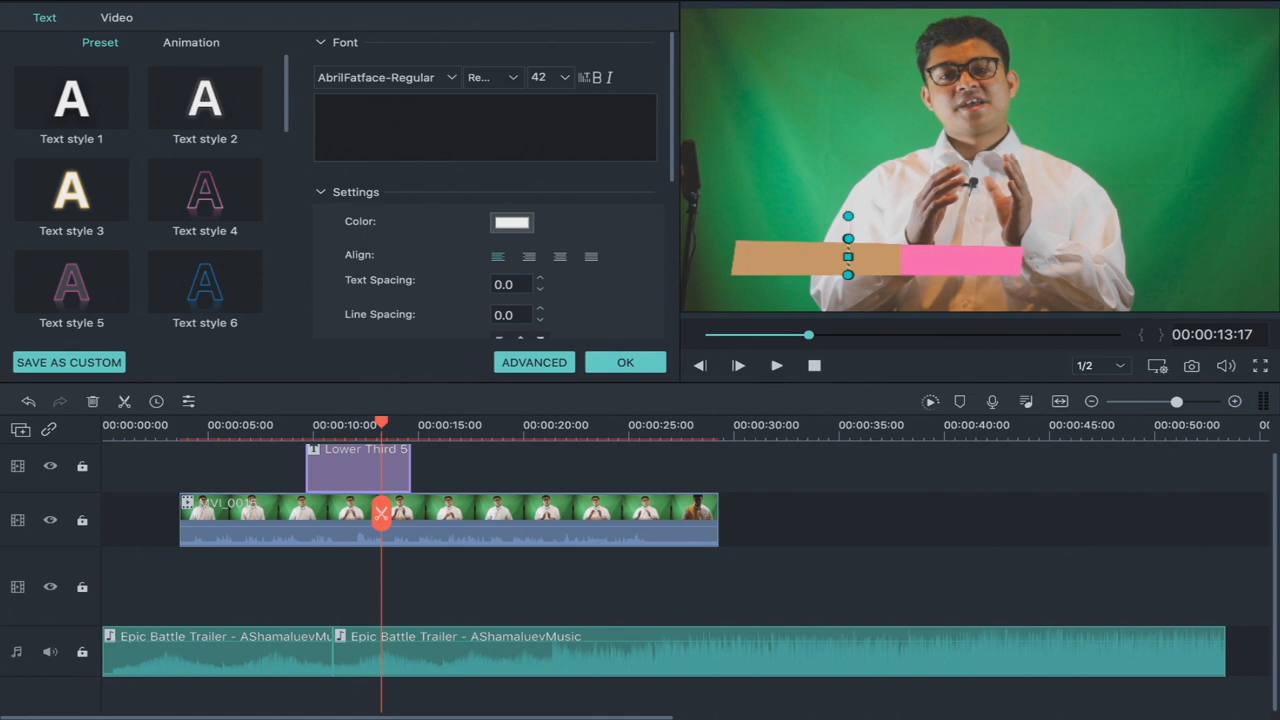 Text Video
Preset Animation
Text style 1 Text style 2
Text style 3 Text style 4
Text style 5 Text style 6
SAVE AS CUSTOM
Font
AbrilFatface-Regular Re... 42 B I
Settings
Color:
Align:
Text Spacing: 0.0
Line Spacing: 0.0
ADVANCED OK
00:00:13:17
1/2
00:00:00:00 00:00:05:00 00:00:10:00 00:00:15:00 00:00:20:00 00:00:25:00 00:00:30:00 00:00:35:00 00:00:40:00 00:00:45:00 00:00:50:00
Lower Third 5
Epic Battle Trailer - AShamaluevMu Epic Battle Trailer - AShamaluevMusic